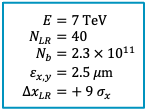 E = 7 TeV
N_LR = 40
N_b = 2.3 × 10^11
ε_x,y = 2.5 μm
Δx_LR = + 9 σ_x